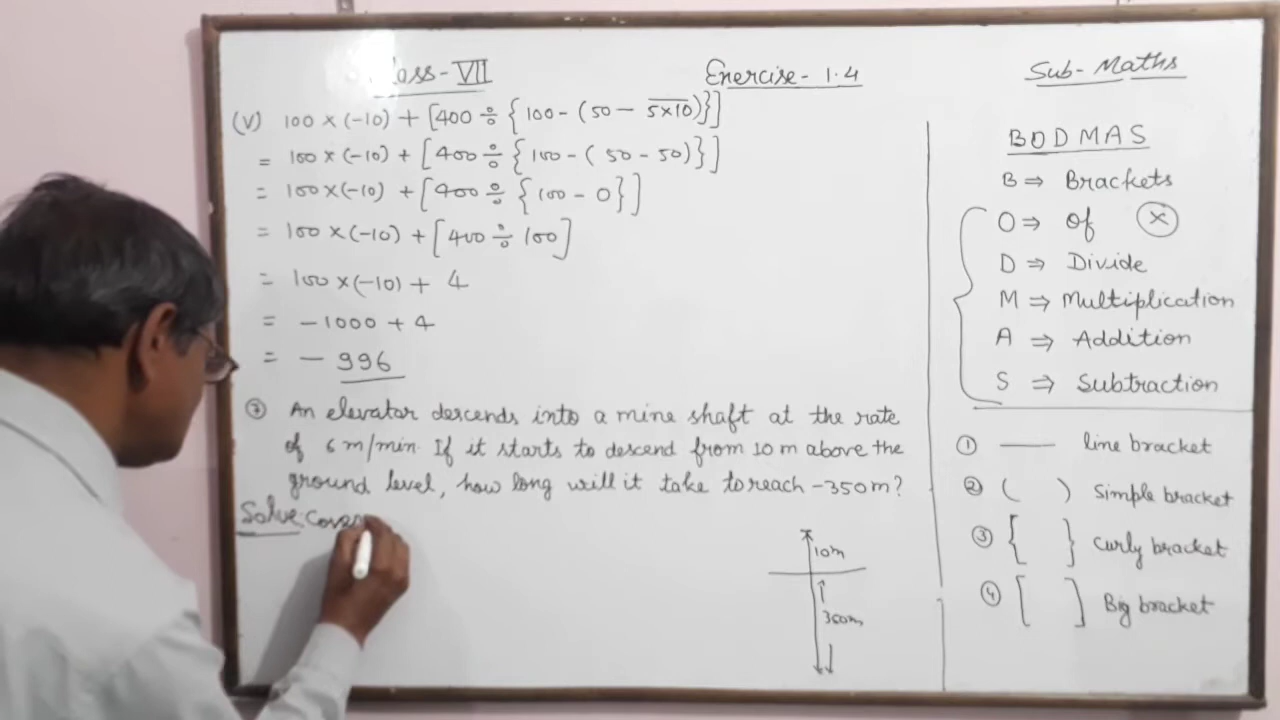 Class-VII
Exercise-1.4
Sub-Maths
(V) 100 × (-10) + [400 ÷ { 100 - (50 - 5×10)}]
= 100 × (-10) + [400 ÷ { 100 - ( 50 - 50)}]
= 100 × (-10) + [400 ÷ { 100 - 0}]
= 100 × (-10) + [400 ÷ 100]
= 100 × (-10) + 4
= -1000 + 4
= - 996
⑦ An elevator descends into a mine shaft at the rate
of 6 m/min. If it starts to descend from 10 m above the
ground level, how long will it take to reach -350m?
Solve:
10m
350m
BODMAS
B ⇒ Brackets
O ⇒ of (×)
D ⇒ Divide
M ⇒ Multiplication
A ⇒ Addition
S ⇒ Subtraction
① —— line bracket
② ( ) Simple bracket
③ { } Curly bracket
④ [ ] Big bracket